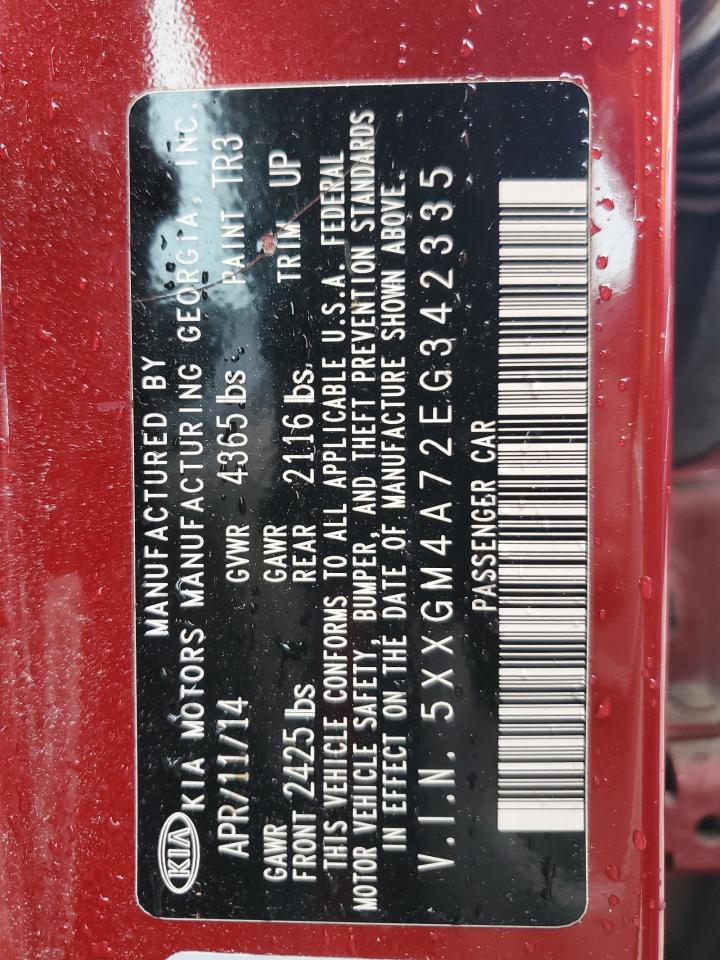 MANUFACTURED BY
KIA KIA MOTORS MANUFACTURING GEORGIA, INC.
APR/11/14 GVWR 4365 lbs PAINT TR3
GAWR FRONT 2425 lbs GAWR REAR 2116 lbs. TRIM UP
THIS VEHICLE CONFORMS TO ALL APPLICABLE U.S.A. FEDERAL
MOTOR VEHICLE SAFETY, BUMPER, AND THEFT PREVENTION STANDARDS
IN EFFECT ON THE DATE OF MANUFACTURE SHOWN ABOVE.
V.I.N. 5XXGM4A72EG342335
PASSENGER CAR